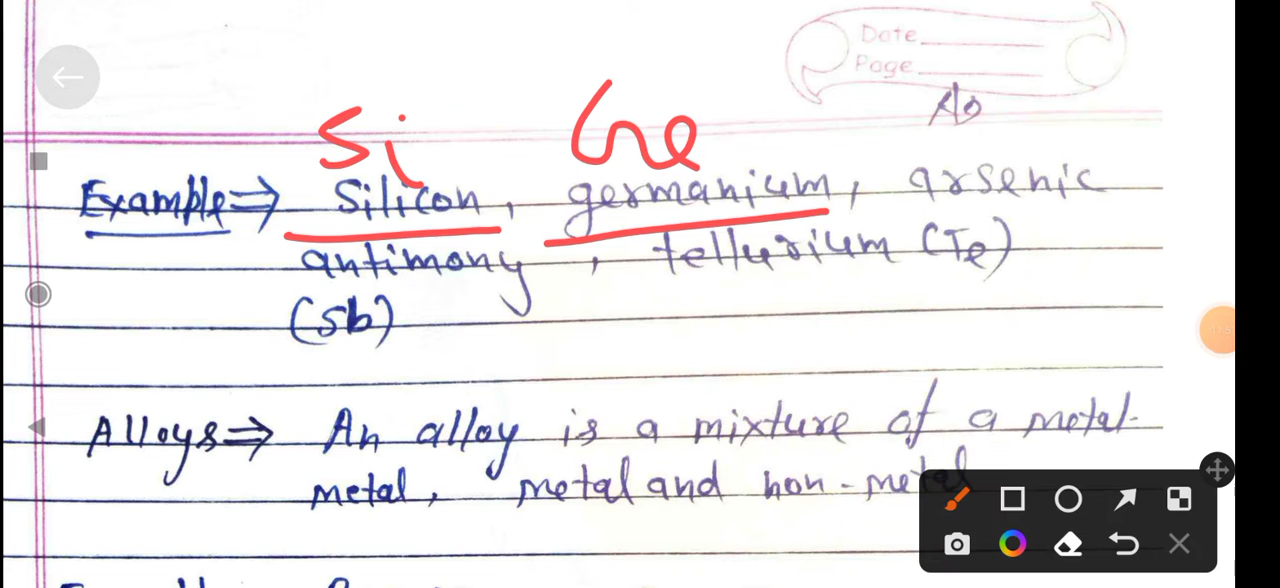 Date
Page
As
Si Ge
Example ⇒ Silicon, germanium, arsenic
antimony, tellurium (Te)
(Sb)
Alloys ⇒ An alloy is a mixture of a metal-
metal, metal and non-metal